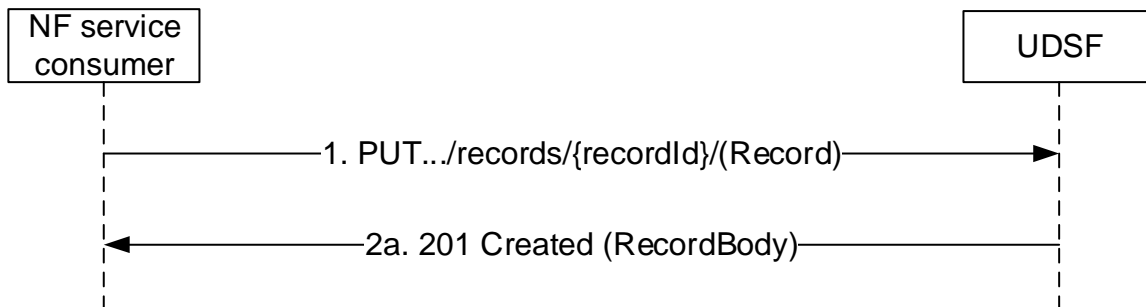 NF service
consumer
UDSF
1. PUT.../records/{recordId}/(Record)
2a. 201 Created (RecordBody)